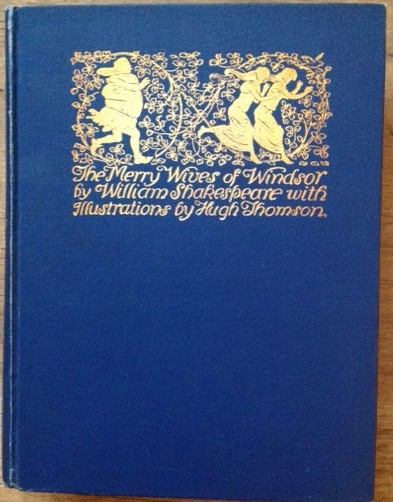 The Merry Wives of Windsor
by William Shakespeare with
Illustrations by Hugh Thomson.